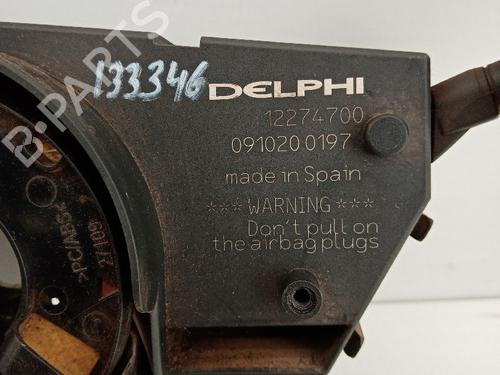 B-PARTS
133346
DELPHI
12274700
091020 0197
made in Spain
*** WARNING ***
Don't pull on
the airbag plugs
>PC/ABS<